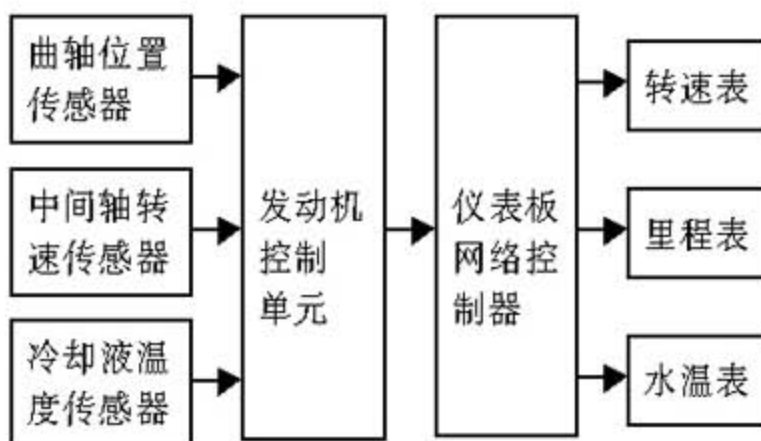 曲轴位置
传感器
中间轴转
速传感器
冷却液温
度传感器
发动机
控制
单元
仪表板
网络控
制器
转速表
里程表
水温表